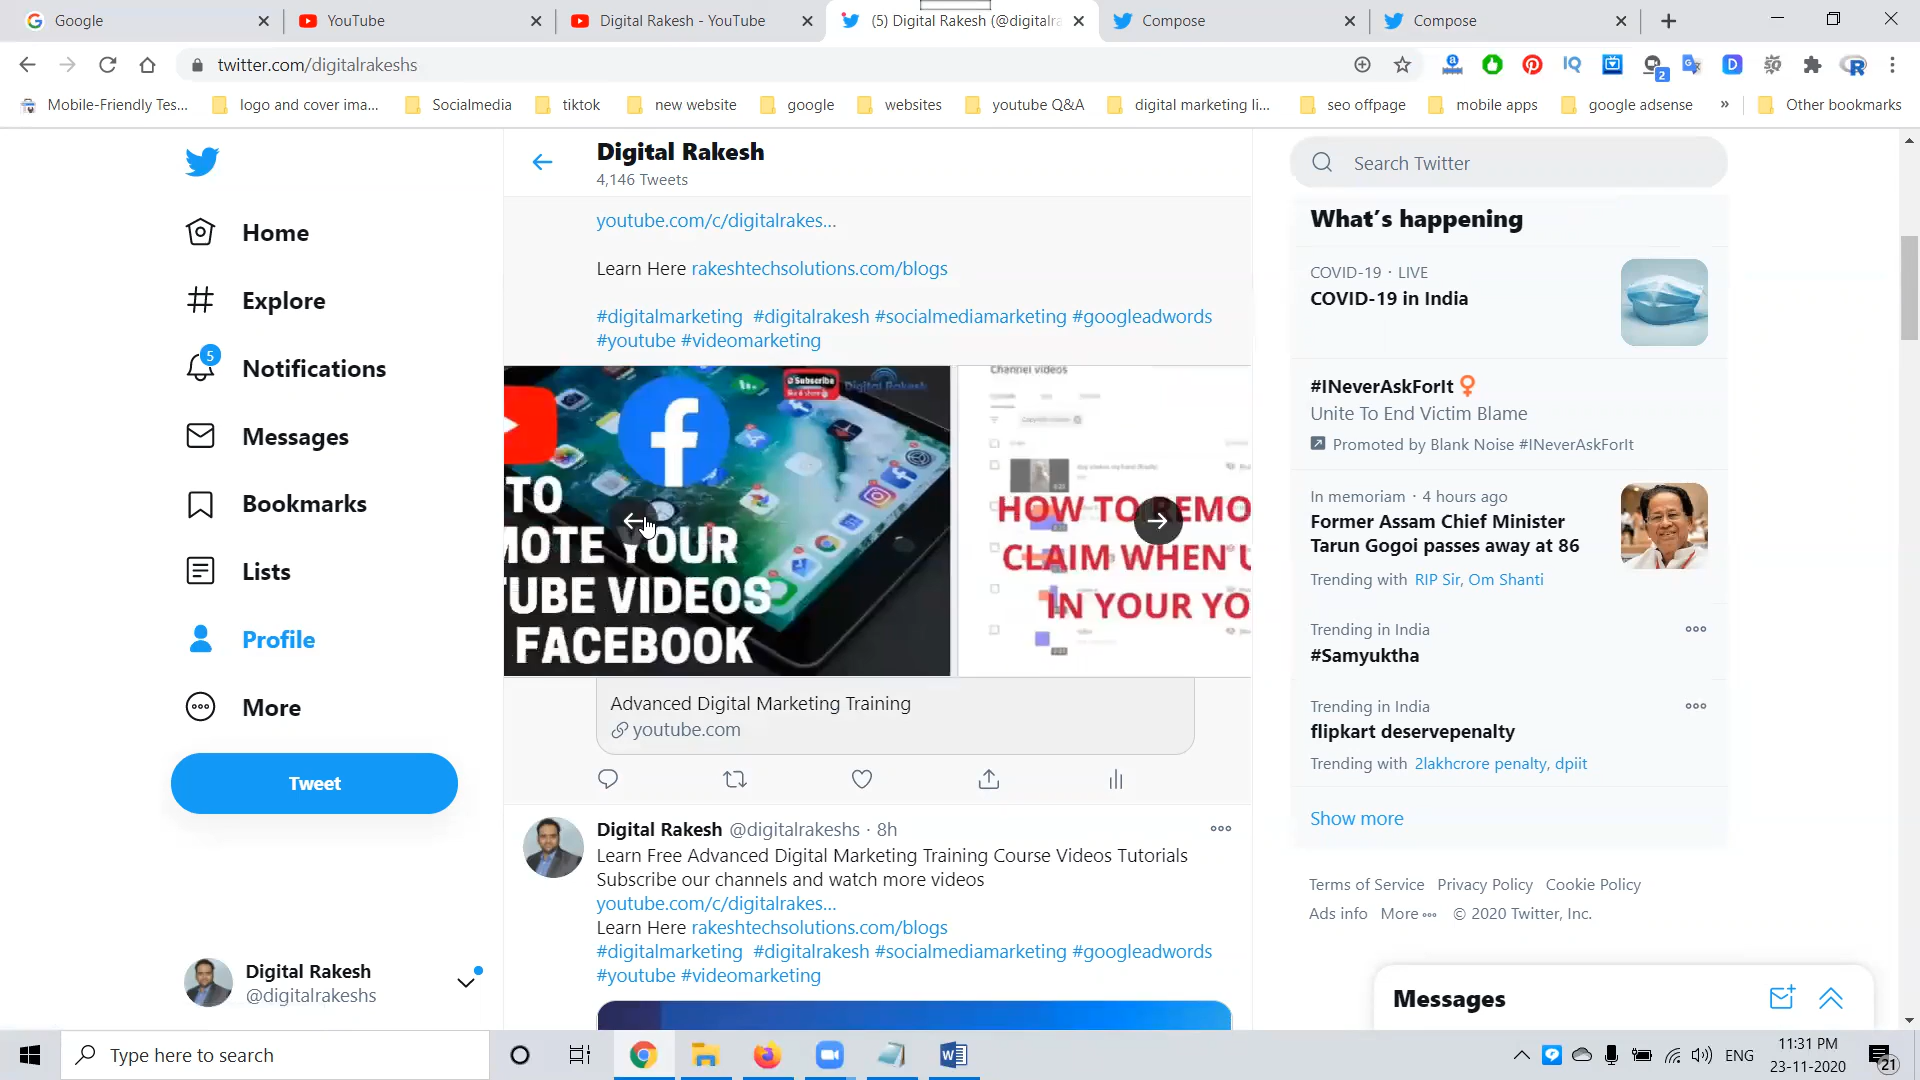 Google
YouTube
Digital Rakesh - YouTube
(5) Digital Rakesh (@digitalra
Compose
Compose
twitter.com/digitalrakeshs
Mobile-Friendly Tes...
logo and cover ima...
Socialmedia
tiktok
new website
google
websites
youtube Q&A
digital marketing li...
seo offpage
mobile apps
google adsense
»
Other bookmarks
Home
Explore
5
Notifications
Messages
Bookmarks
Lists
Profile
More
Tweet
Digital Rakesh
@digitalrakeshs
Digital Rakesh
4,146 Tweets
youtube.com/c/digitalrakes...
Learn Here rakeshtechsolutions.com/blogs
#digitalmarketing #digitalrakesh #socialmediamarketing #googleadwords
#youtube #videomarketing
Subscribe
Digital Rakesh
TO
MOTE YOUR
UBE VIDEOS
FACEBOOK
Channel videos
HOW TO REMO
CLAIM WHEN U
IN YOUR YO
Advanced Digital Marketing Training
youtube.com
Digital Rakesh @digitalrakeshs · 8h
Learn Free Advanced Digital Marketing Training Course Videos Tutorials
Subscribe our channels and watch more videos
youtube.com/c/digitalrakes...
Learn Here rakeshtechsolutions.com/blogs
#digitalmarketing #digitalrakesh #socialmediamarketing #googleadwords
#youtube #videomarketing
Search Twitter
What's happening
COVID-19 · LIVE
COVID-19 in India
#INeverAskForIt
Unite To End Victim Blame
Promoted by Blank Noise #INeverAskForIt
In memoriam · 4 hours ago
Former Assam Chief Minister
Tarun Gogoi passes away at 86
Trending with RIP Sir, Om Shanti
Trending in India
#Samyuktha
Trending in India
flipkart deservepenalty
Trending with 2lakhcrore penalty, dpiit
Show more
Terms of Service Privacy Policy Cookie Policy
Ads info More ··· © 2020 Twitter, Inc.
Messages
Type here to search
ENG
11:31 PM
23-11-2020
21